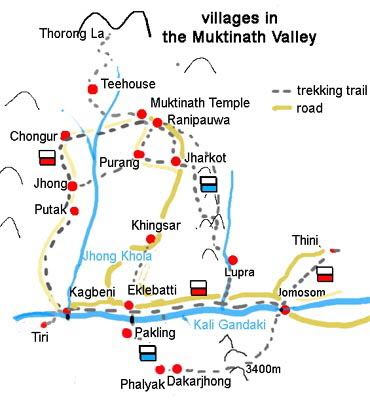 villages in
the Muktinath Valley
Thorong La
Teehouse
trekking trail
road
Muktinath Temple
Ranipauwa
Chongur
Purang
Jharkot
Jhong
Putak
Khingsar
Thini
Jhong Khola
Lupra
Kagbeni
Eklebatti
Jomosom
Kali Gandaki
Tiri
Pakling
3400m
Phalyak
Dakarjhong